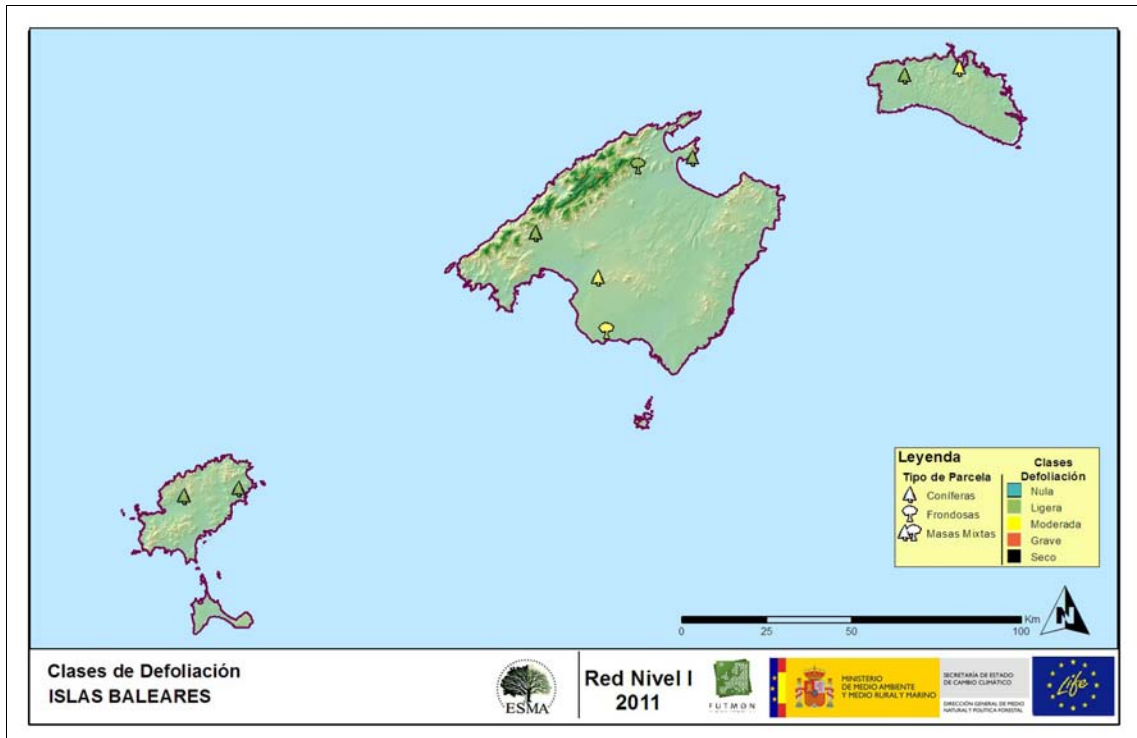 Leyenda
Tipo de Parcela
Coníferas
Frondosas
Masas Mixtas
Clases
Defoliación
Nula
Ligera
Moderada
Grave
Seco
N
Km
0 25 50 100
Clases de Defoliación
ISLAS BALEARES
ESMA
Red Nivel I
2011
FUTMON
MINISTERIO
DE MEDIO AMBIENTE
Y MEDIO RURAL Y MARINO
SECRETARÍA DE ESTADO
DE CAMBIO CLIMÁTICO
DIRECCIÓN GENERAL DE MEDIO
NATURAL Y POLÍTICA FORESTAL
Life